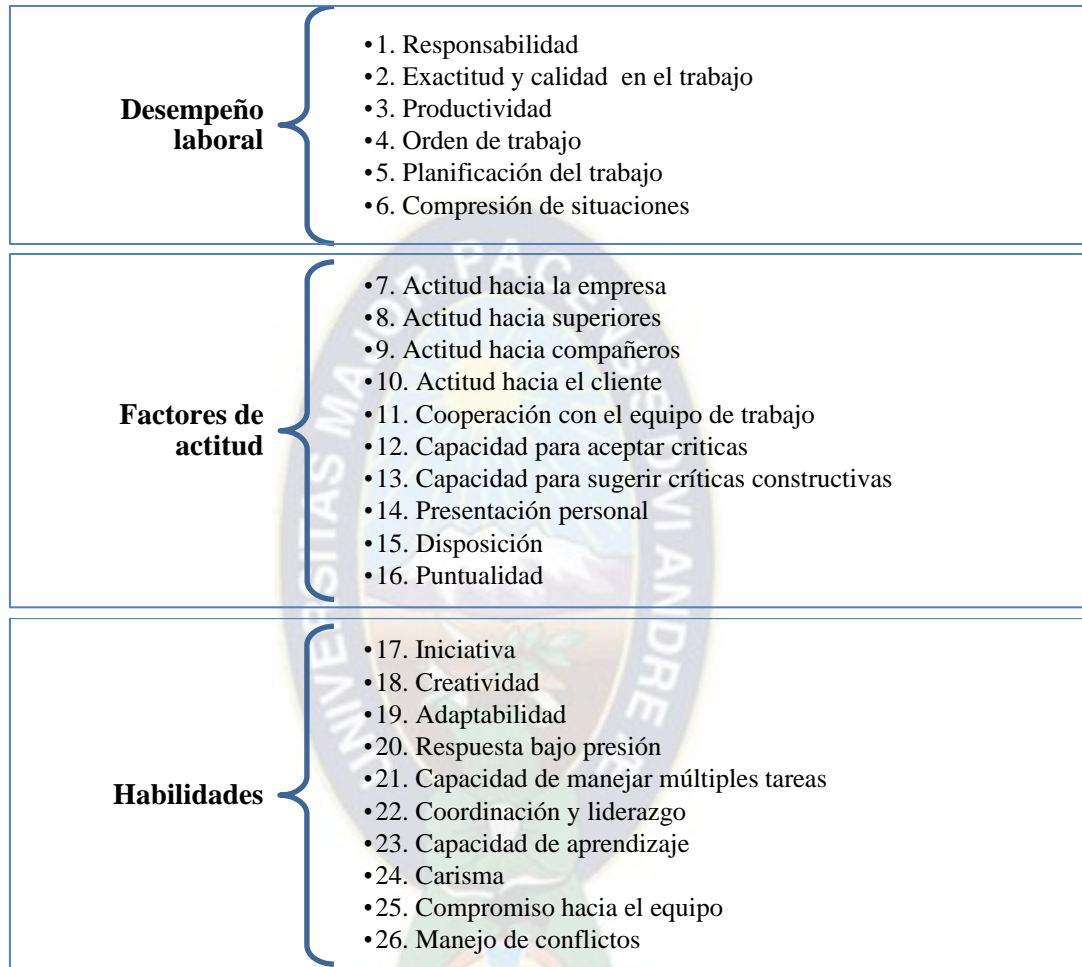 Desempeño
laboral
•1. Responsabilidad
•2. Exactitud y calidad en el trabajo
•3. Productividad
•4. Orden de trabajo
•5. Planificación del trabajo
•6. Compresión de situaciones
Factores de
actitud
•7. Actitud hacia la empresa
•8. Actitud hacia superiores
•9. Actitud hacia compañeros
•10. Actitud hacia el cliente
•11. Cooperación con el equipo de trabajo
•12. Capacidad para aceptar criticas
•13. Capacidad para sugerir críticas constructivas
•14. Presentación personal
•15. Disposición
•16. Puntualidad
Habilidades
•17. Iniciativa
•18. Creatividad
•19. Adaptabilidad
•20. Respuesta bajo presión
•21. Capacidad de manejar múltiples tareas
•22. Coordinación y liderazgo
•23. Capacidad de aprendizaje
•24. Carisma
•25. Compromiso hacia el equipo
•26. Manejo de conflictos
UNIVERSITAS MAJOR PACENSIS DIVI ANDRE